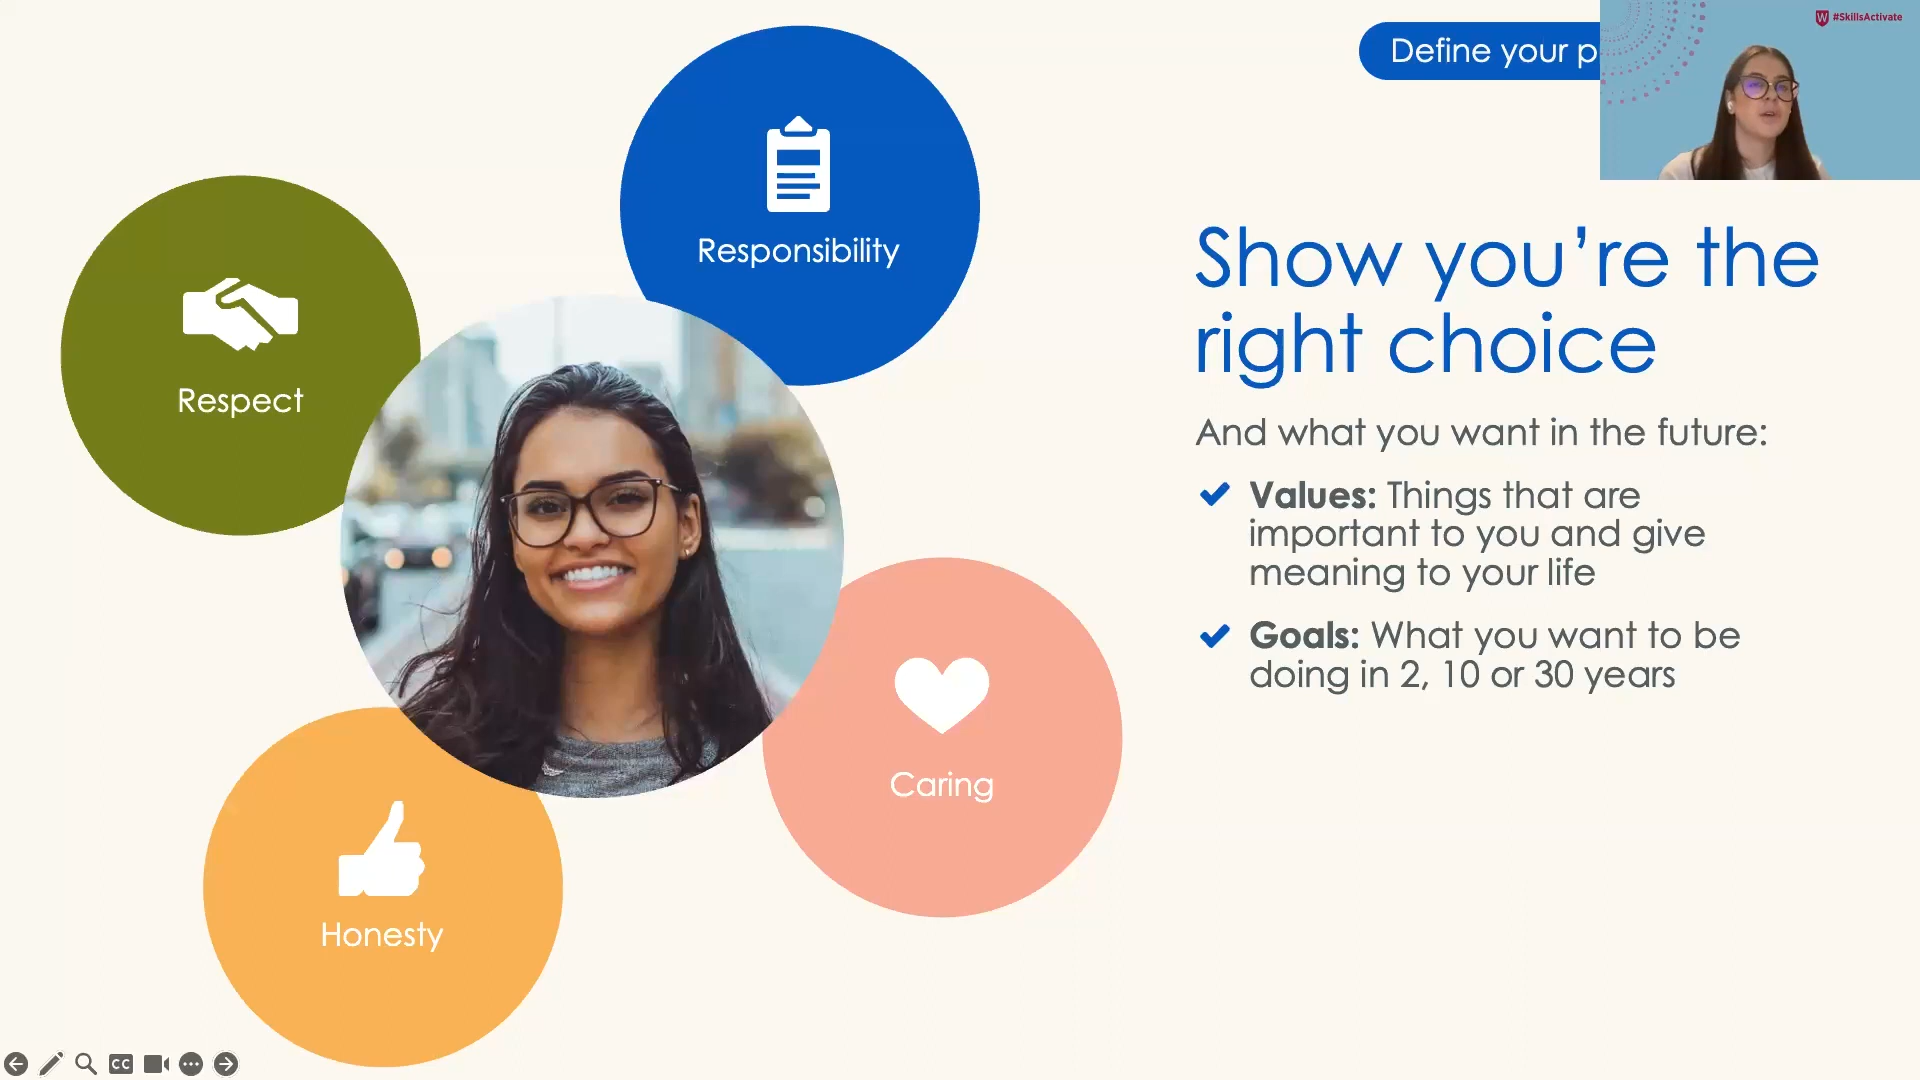 Define your p
#SkillsActivate
Responsibility
Respect
Show you’re the
right choice
And what you want in the future:
Values: Things that are
important to you and give
meaning to your life
Goals: What you want to be
doing in 2, 10 or 30 years
Caring
Honesty
CC